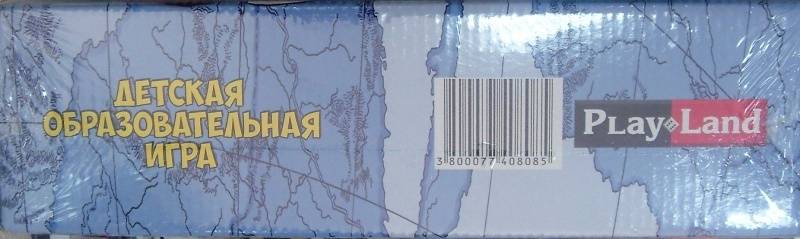 ДЕТСКАЯ
ОБРАЗОВАТЕЛЬНАЯ
ИГРА
3 800077 408085
PLay Land